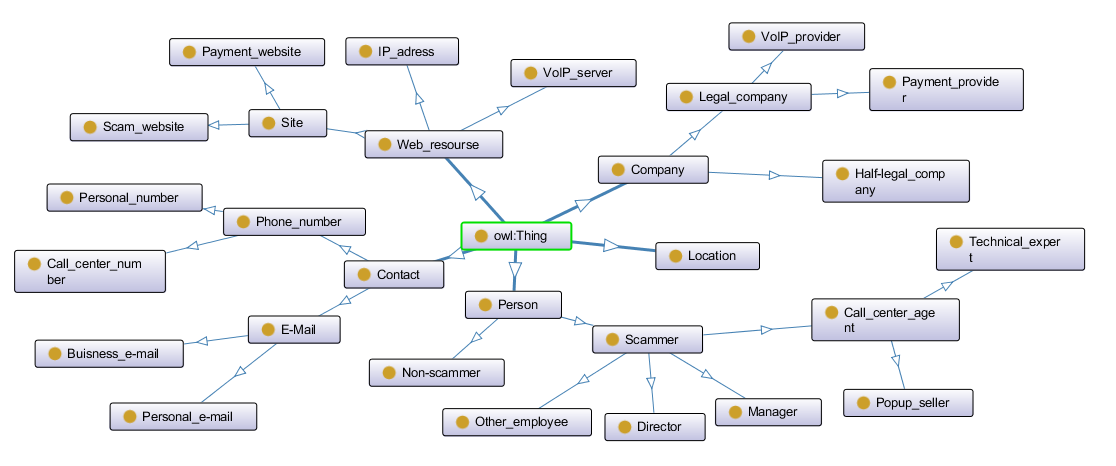 VoIP_provider
Payment_website
IP_adress
VoIP_server
Payment_provide
r
Legal_company
Scam_website
Site
Web_resourse
Company
Half-legal_comp
any
Personal_number
Phone_number
owl:Thing
Technical_exper
t
Location
Call_center_num
ber
Contact
Person
Call_center_age
nt
E-Mail
Scammer
Buisness_e-mail
Non-scammer
Popup_seller
Personal_e-mail
Other_employee
Director
Manager